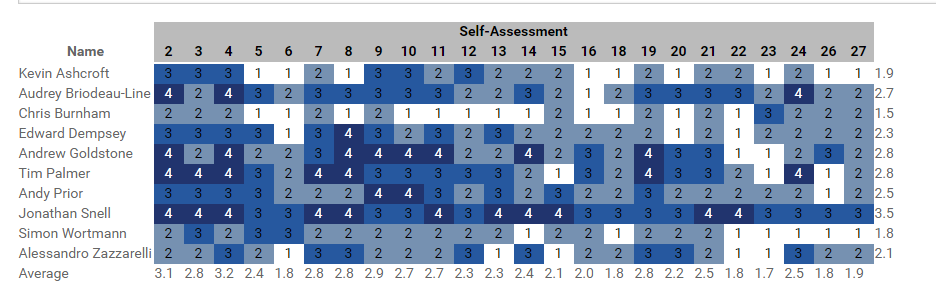 Self-Assessment
Name 2 3 4 5 6 7 8 9 10 11 12 13 14 15 16 18 19 20 21 22 23 24 26 27
Kevin Ashcroft 3 3 3 1 1 2 1 3 3 2 3 2 2 2 1 1 2 1 2 2 1 2 1 1 1.9
Audrey Briodeau-Line 4 2 4 3 2 3 3 3 3 3 2 2 3 2 1 2 3 3 3 3 2 4 2 2 2.7
Chris Burnham 2 2 2 1 1 2 1 2 1 1 1 1 1 2 1 1 2 1 2 1 3 2 2 2 1.5
Edward Dempsey 3 3 3 3 1 3 4 3 2 3 2 3 2 2 2 2 2 1 2 1 2 2 2 2 2.3
Andrew Goldstone 4 2 4 2 2 3 4 4 4 4 2 2 4 2 3 2 4 3 3 1 1 2 3 2 2.8
Tim Palmer 4 4 4 3 2 4 4 3 3 3 3 3 2 1 3 2 4 3 3 2 1 4 1 2 2.8
Andy Prior 3 3 3 3 2 2 2 4 4 3 2 3 2 3 2 2 3 2 2 2 2 2 1 2 2.5
Jonathan Snell 4 4 4 3 3 4 4 3 3 4 3 4 4 4 3 3 3 3 4 4 3 3 3 3 3.5
Simon Wortmann 2 3 2 3 3 2 2 2 2 2 2 2 1 2 2 1 2 2 2 1 1 1 1 1 1.8
Alessandro Zazzarelli 2 2 3 2 1 3 3 2 2 2 3 1 3 1 2 2 3 3 2 1 1 3 2 2 2.1
Average 3.1 2.8 3.2 2.4 1.8 2.8 2.8 2.9 2.7 2.7 2.3 2.3 2.4 2.1 2.0 1.8 2.8 2.2 2.5 1.8 1.7 2.5 1.8 1.9